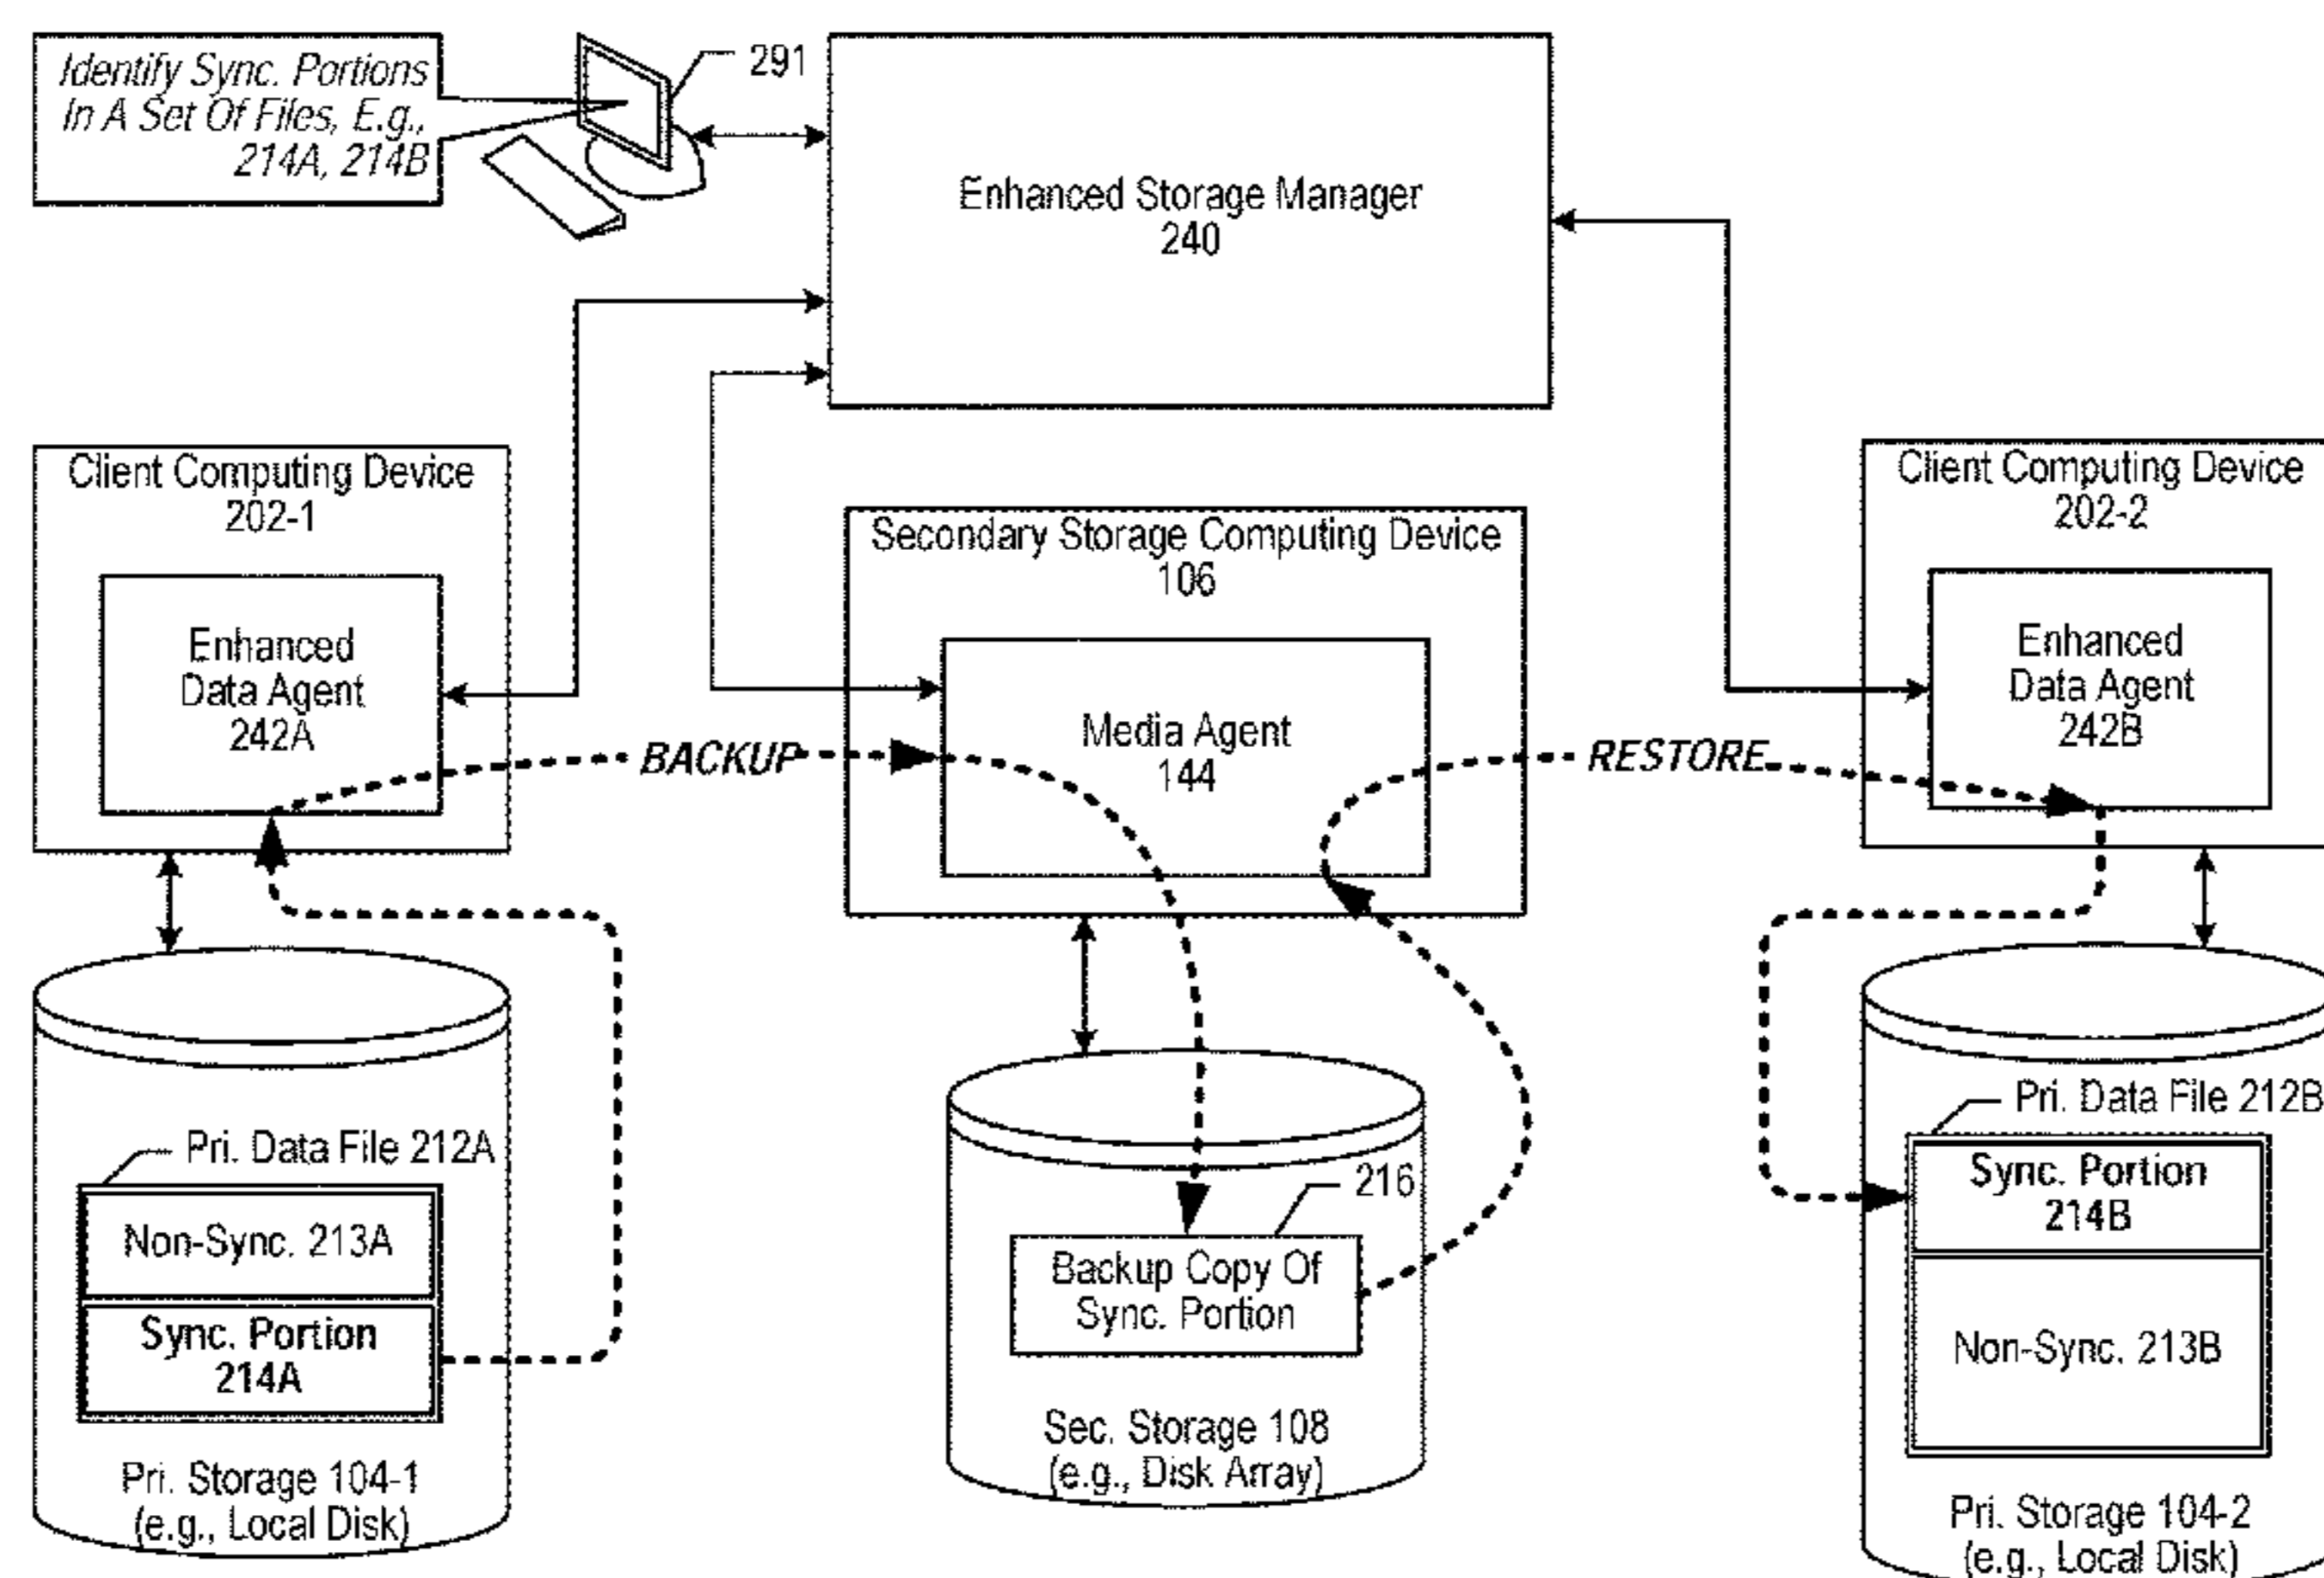 Identify Sync. Portions
In A Set Of Files, E.g.,
214A, 214B
291
Enhanced Storage Manager
240
Client Computing Device
202-1
Enhanced
Data Agent
242A
Secondary Storage Computing Device
106
Media Agent
144
Client Computing Device
202-2
Enhanced
Data Agent
242B
BACKUP
RESTORE
Pri. Data File 212A
Non-Sync. 213A
Sync. Portion
214A
Pri. Storage 104-1
(e.g., Local Disk)
216
Backup Copy Of
Sync. Portion
Sec. Storage 108
(e.g., Disk Array)
Pri. Data File 212B
Sync. Portion
214B
Non-Sync. 213B
Pri. Storage 104-2
(e.g., Local Disk)